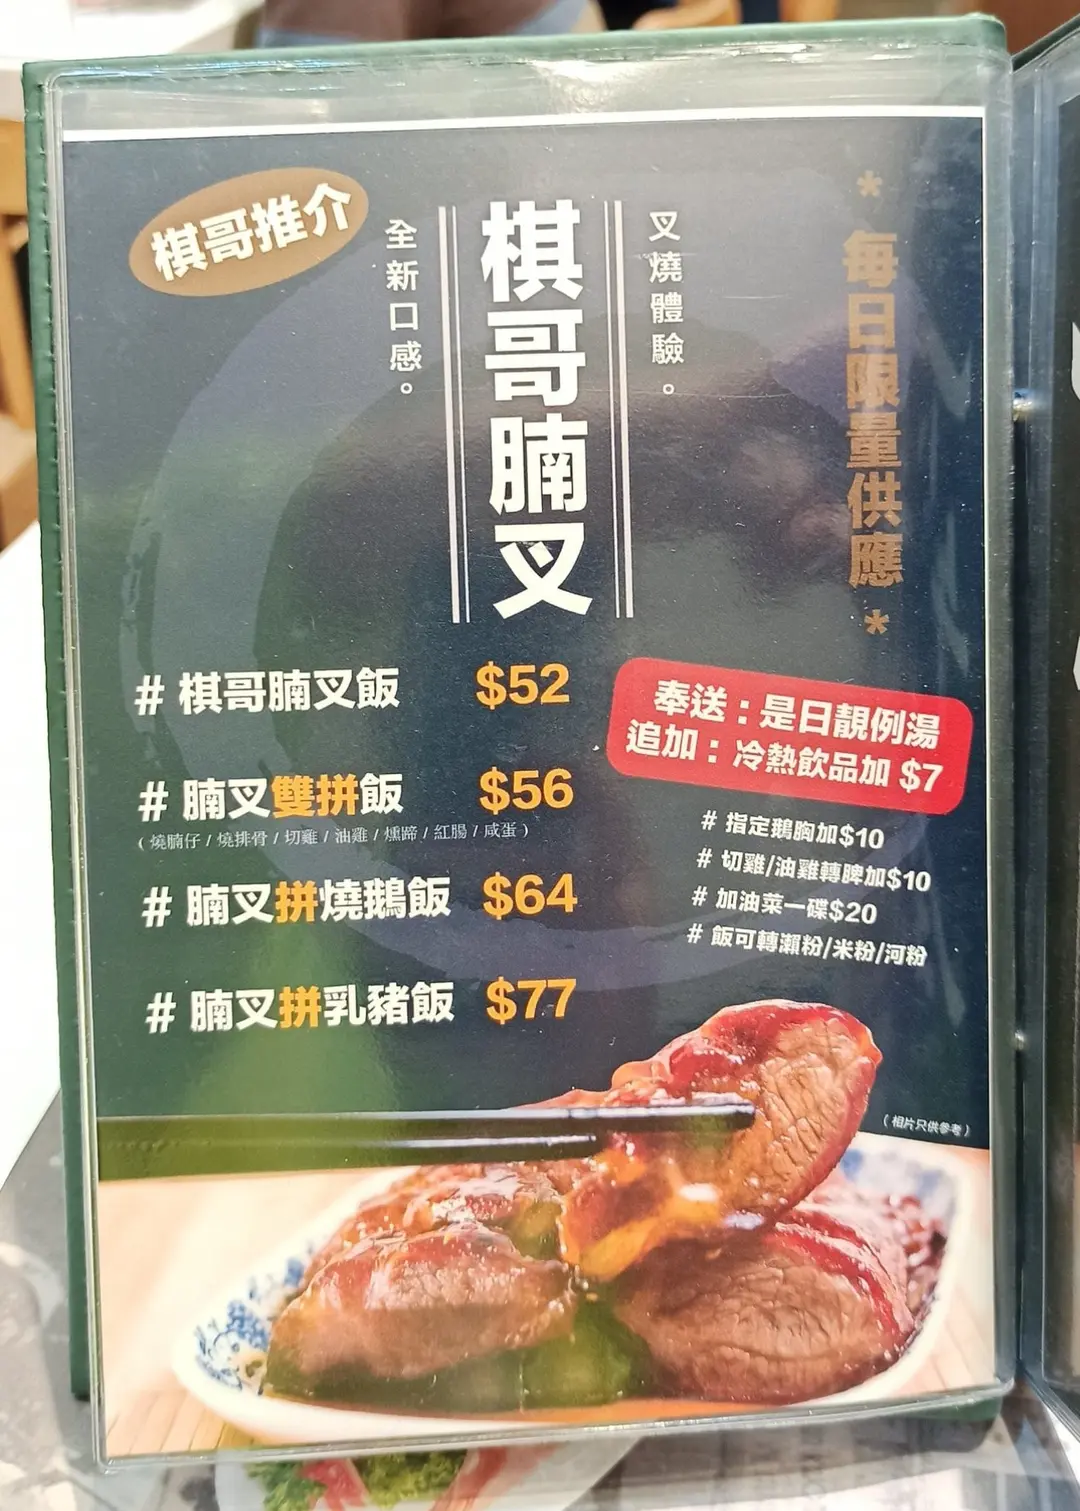 棋哥推介
* 每日限量供應 *
叉燒體驗。
棋哥腩叉
全新口感。
# 棋哥腩叉飯 $52
# 腩叉雙拼飯 $56
（燒腩仔 / 燒排骨 / 切雞 / 油雞 / 燻蹄 / 紅腸 / 咸蛋）
# 腩叉拼燒鵝飯 $64
# 腩叉拼乳豬飯 $77
奉送：是日靚例湯
追加：冷熱飲品加 $7
# 指定鵝胸加$10
# 切雞/油雞轉髀加$10
# 加油菜一碟$20
# 飯可轉瀨粉/米粉/河粉
（相片只供參考）